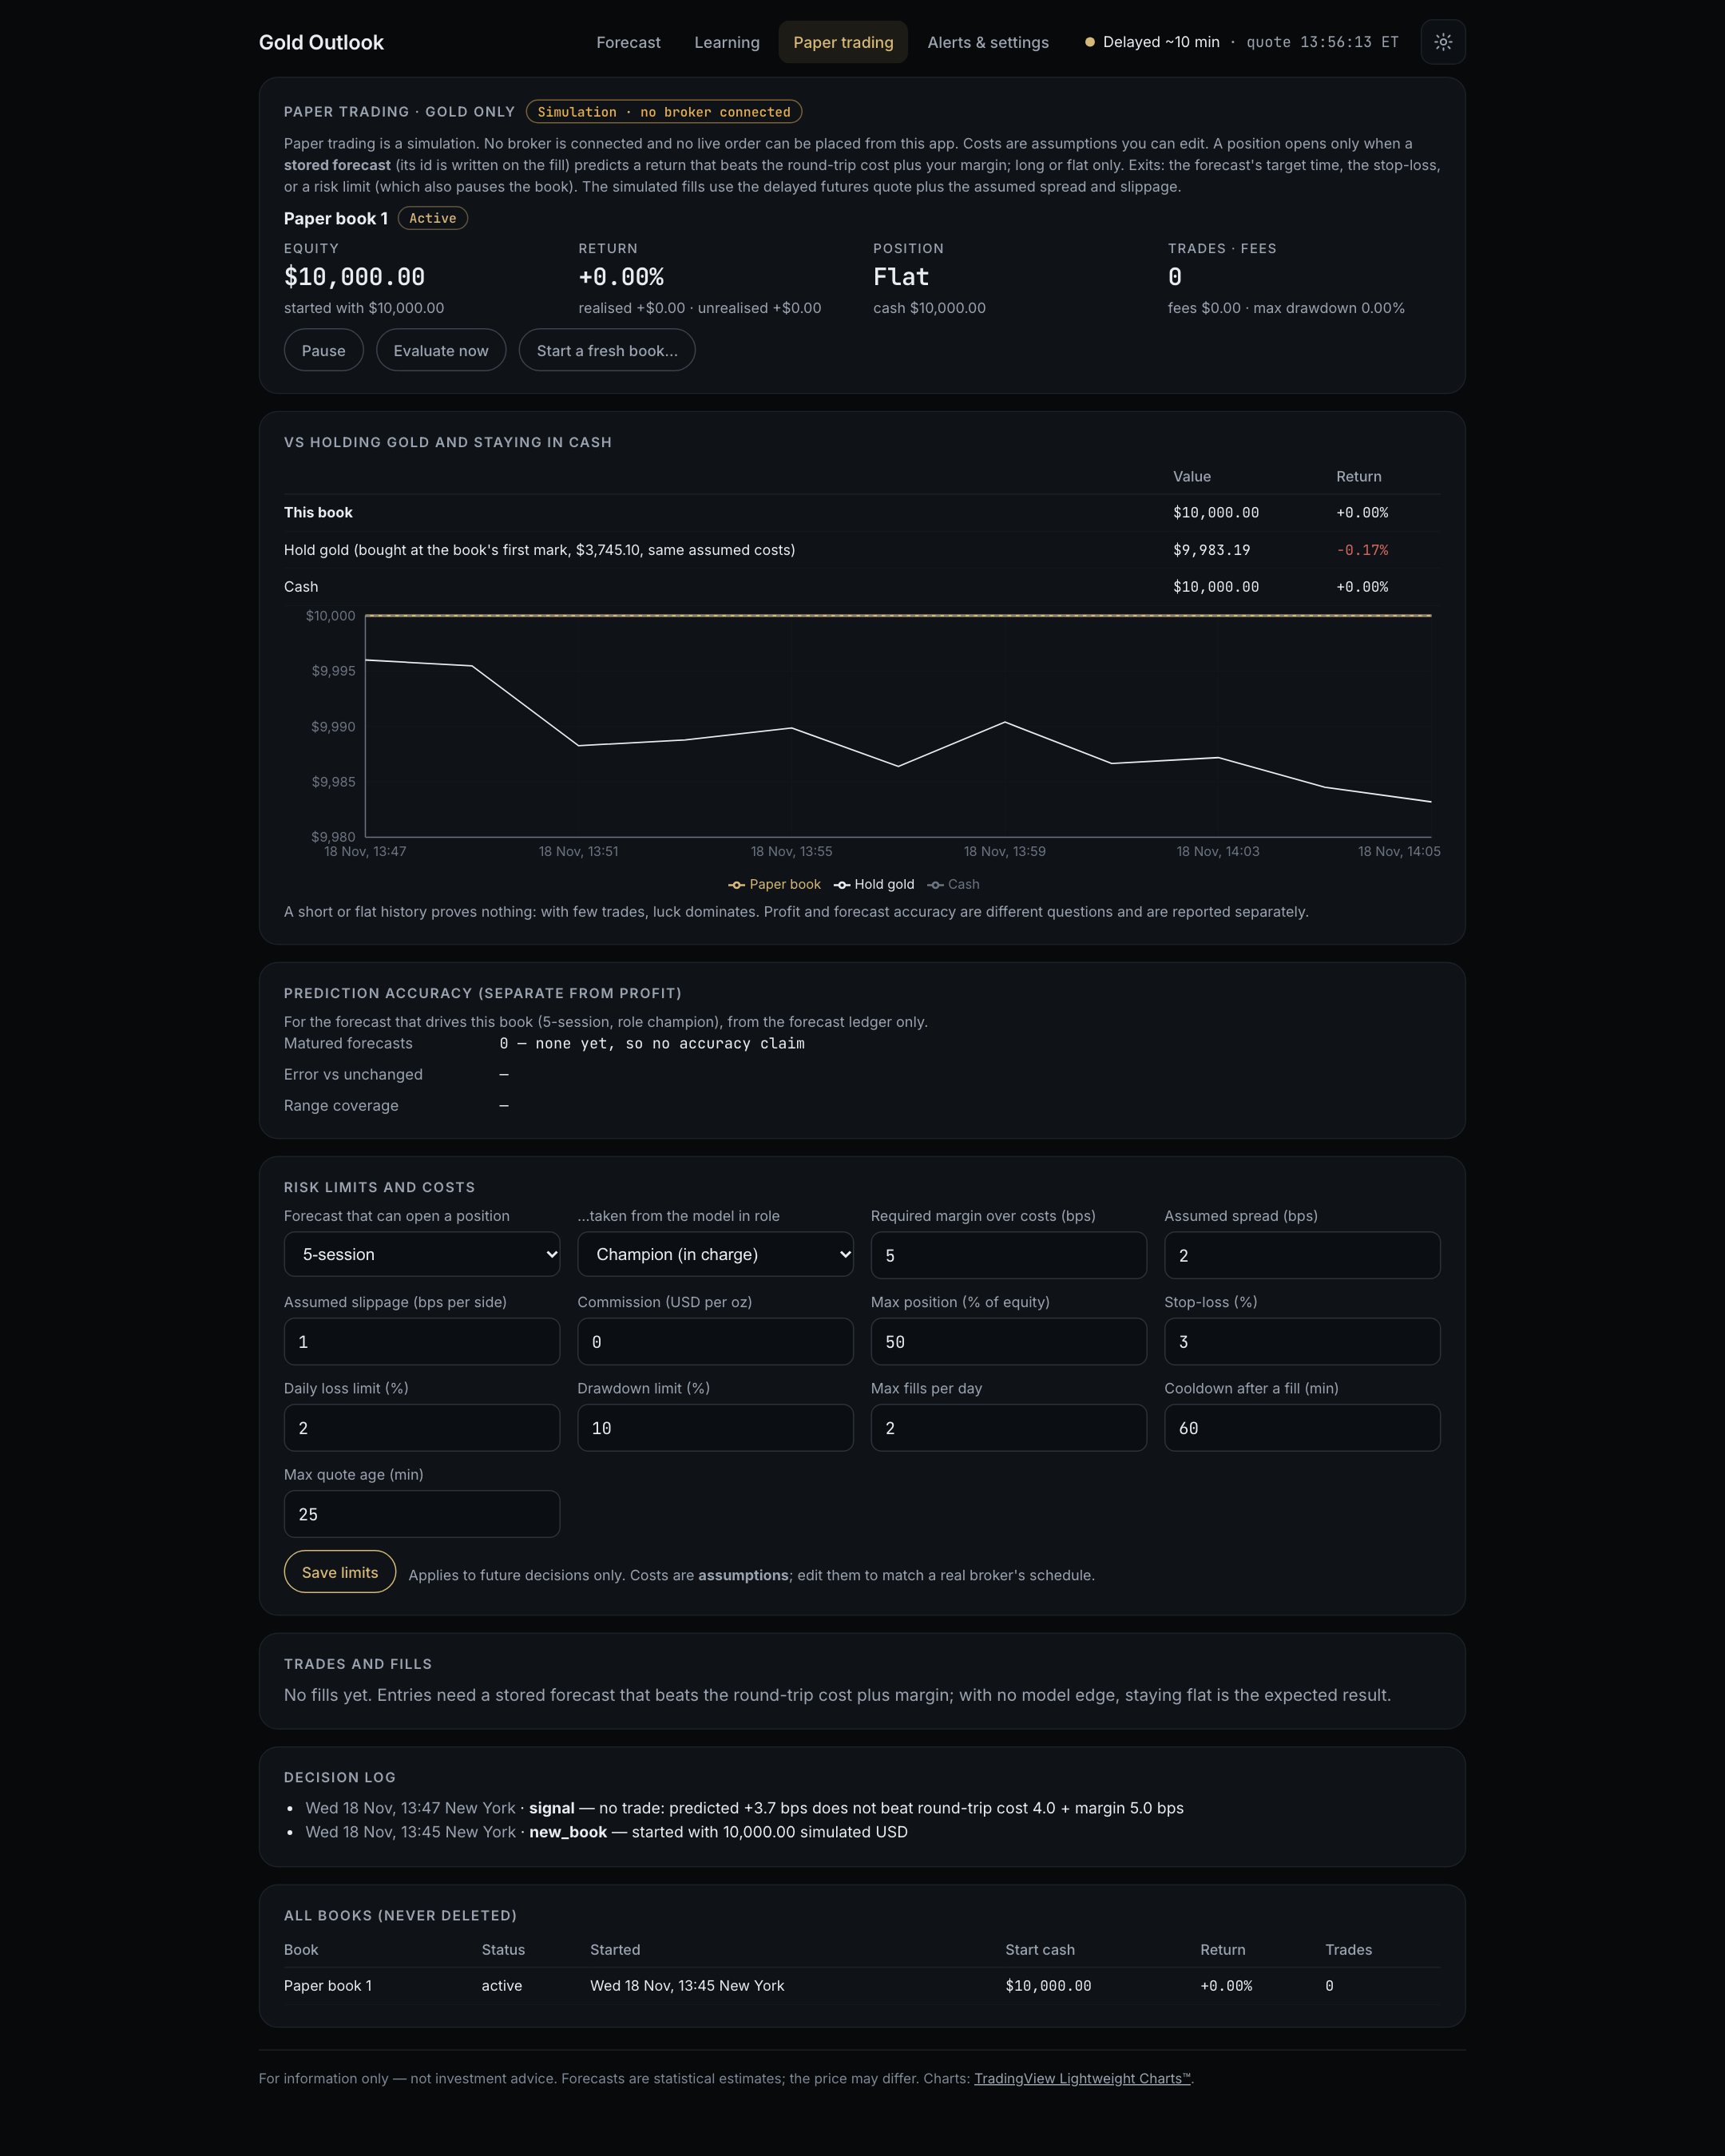 Gold Outlook
Forecast
Learning
Paper trading
Alerts & settings
Delayed ~10 min · quote 13:56:13 ET
PAPER TRADING · GOLD ONLY
Simulation · no broker connected
Paper trading is a simulation. No broker is connected and no live order can be placed from this app. Costs are assumptions you can edit. A position opens only when a
stored forecast (its id is written on the fill) predicts a return that beats the round-trip cost plus your margin; long or flat only. Exits: the forecast's target time, the stop-loss,
or a risk limit (which also pauses the book). The simulated fills use the delayed futures quote plus the assumed spread and slippage.
Paper book 1
Active
EQUITY
RETURN
POSITION
TRADES · FEES
$10,000.00
+0.00%
Flat
0
started with $10,000.00
realised +$0.00 · unrealised +$0.00
cash $10,000.00
fees $0.00 · max drawdown 0.00%
Pause
Evaluate now
Start a fresh book...
VS HOLDING GOLD AND STAYING IN CASH
Value
Return
This book
$10,000.00
+0.00%
Hold gold (bought at the book's first mark, $3,745.10, same assumed costs)
$9,983.19
-0.17%
Cash
$10,000.00
+0.00%
$10,000
$9,995
$9,990
$9,985
$9,980
18 Nov, 13:47
18 Nov, 13:51
18 Nov, 13:55
18 Nov, 13:59
18 Nov, 14:03
18 Nov, 14:05
Paper book
Hold gold
Cash
A short or flat history proves nothing: with few trades, luck dominates. Profit and forecast accuracy are different questions and are reported separately.
PREDICTION ACCURACY (SEPARATE FROM PROFIT)
For the forecast that drives this book (5-session, role champion), from the forecast ledger only.
Matured forecasts
0 — none yet, so no accuracy claim
Error vs unchanged
—
Range coverage
—
RISK LIMITS AND COSTS
Forecast that can open a position
...taken from the model in role
Required margin over costs (bps)
Assumed spread (bps)
5-session
Champion (in charge)
5
2
Assumed slippage (bps per side)
Commission (USD per oz)
Max position (% of equity)
Stop-loss (%)
1
0
50
3
Daily loss limit (%)
Drawdown limit (%)
Max fills per day
Cooldown after a fill (min)
2
10
2
60
Max quote age (min)
25
Save limits
Applies to future decisions only. Costs are assumptions; edit them to match a real broker's schedule.
TRADES AND FILLS
No fills yet. Entries need a stored forecast that beats the round-trip cost plus margin; with no model edge, staying flat is the expected result.
DECISION LOG
• Wed 18 Nov, 13:47 New York · signal — no trade: predicted +3.7 bps does not beat round-trip cost 4.0 + margin 5.0 bps
• Wed 18 Nov, 13:45 New York · new_book — started with 10,000.00 simulated USD
ALL BOOKS (NEVER DELETED)
Book
Status
Started
Start cash
Return
Trades
Paper book 1
active
Wed 18 Nov, 13:45 New York
$10,000.00
+0.00%
0
For information only — not investment advice. Forecasts are statistical estimates; the price may differ. Charts: TradingView Lightweight Charts™.